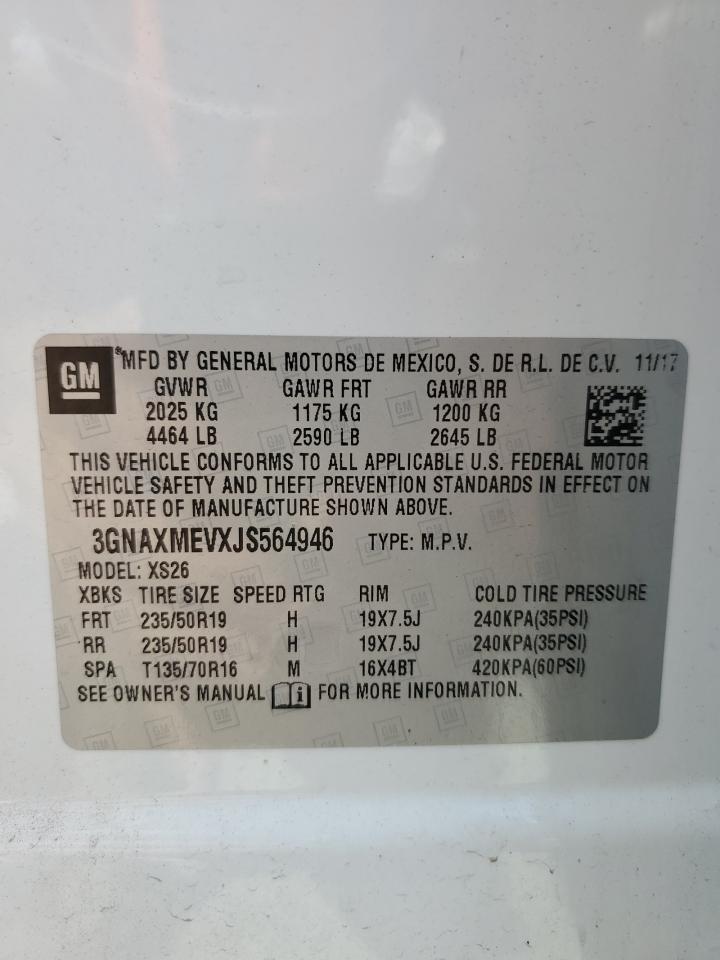 GM
*MFD BY GENERAL MOTORS DE MEXICO, S. DE R.L. DE C.V. 11/17
GVWR GAWR FRT GAWR RR
2025 KG 1175 KG 1200 KG
4464 LB 2590 LB 2645 LB
THIS VEHICLE CONFORMS TO ALL APPLICABLE U.S. FEDERAL MOTOR
VEHICLE SAFETY AND THEFT PREVENTION STANDARDS IN EFFECT ON
THE DATE OF MANUFACTURE SHOWN ABOVE.
3GNAXMEVXJS564946 TYPE: M.P.V.
MODEL: XS26
XBKS TIRE SIZE SPEED RTG RIM COLD TIRE PRESSURE
FRT 235/50R19 H 19X7.5J 240KPA(35PSI)
RR 235/50R19 H 19X7.5J 240KPA(35PSI)
SPA T135/70R16 M 16X4BT 420KPA(60PSI)
SEE OWNER'S MANUAL i FOR MORE INFORMATION.